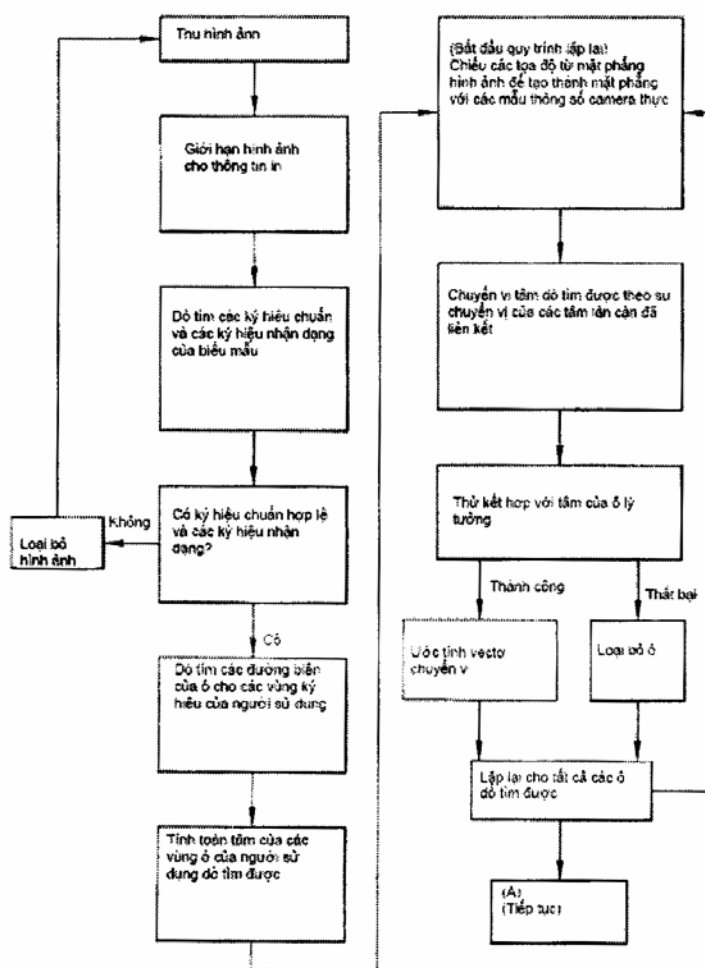 Thu hình ảnh
Giới hạn hình ảnh
cho thông tin in
Dò tìm các ký hiệu chuẩn
và các ký hiệu nhận dạng
của biểu mẫu
Có ký hiệu chuẩn hợp lệ
và các ký hiệu nhận
dạng?
Không
Loại bỏ
hình ảnh
Có
Dò tìm các đường biên
của ô cho các vùng ký
hiệu của người sử dụng
Tính toán tâm của các
vùng ô của người sử
dụng dò tìm được
(Bắt đầu quy trình lặp lại)
Chiếu các tọa độ từ mặt phẳng
hình ảnh để tạo thành mặt phẳng
với các mẫu thông số camera thực
Chuyển vị tâm dò tìm được theo sự
chuyển vị của các tâm lân cận đã
liên kết
Thử kết hợp với tâm của ô lý
tưởng
Thành công
Thất bại
Ước tính vectơ
chuyển v
Loại bỏ ô
Lặp lại cho tất cả các ô
dò tìm được
(A)
(Tiếp tục)